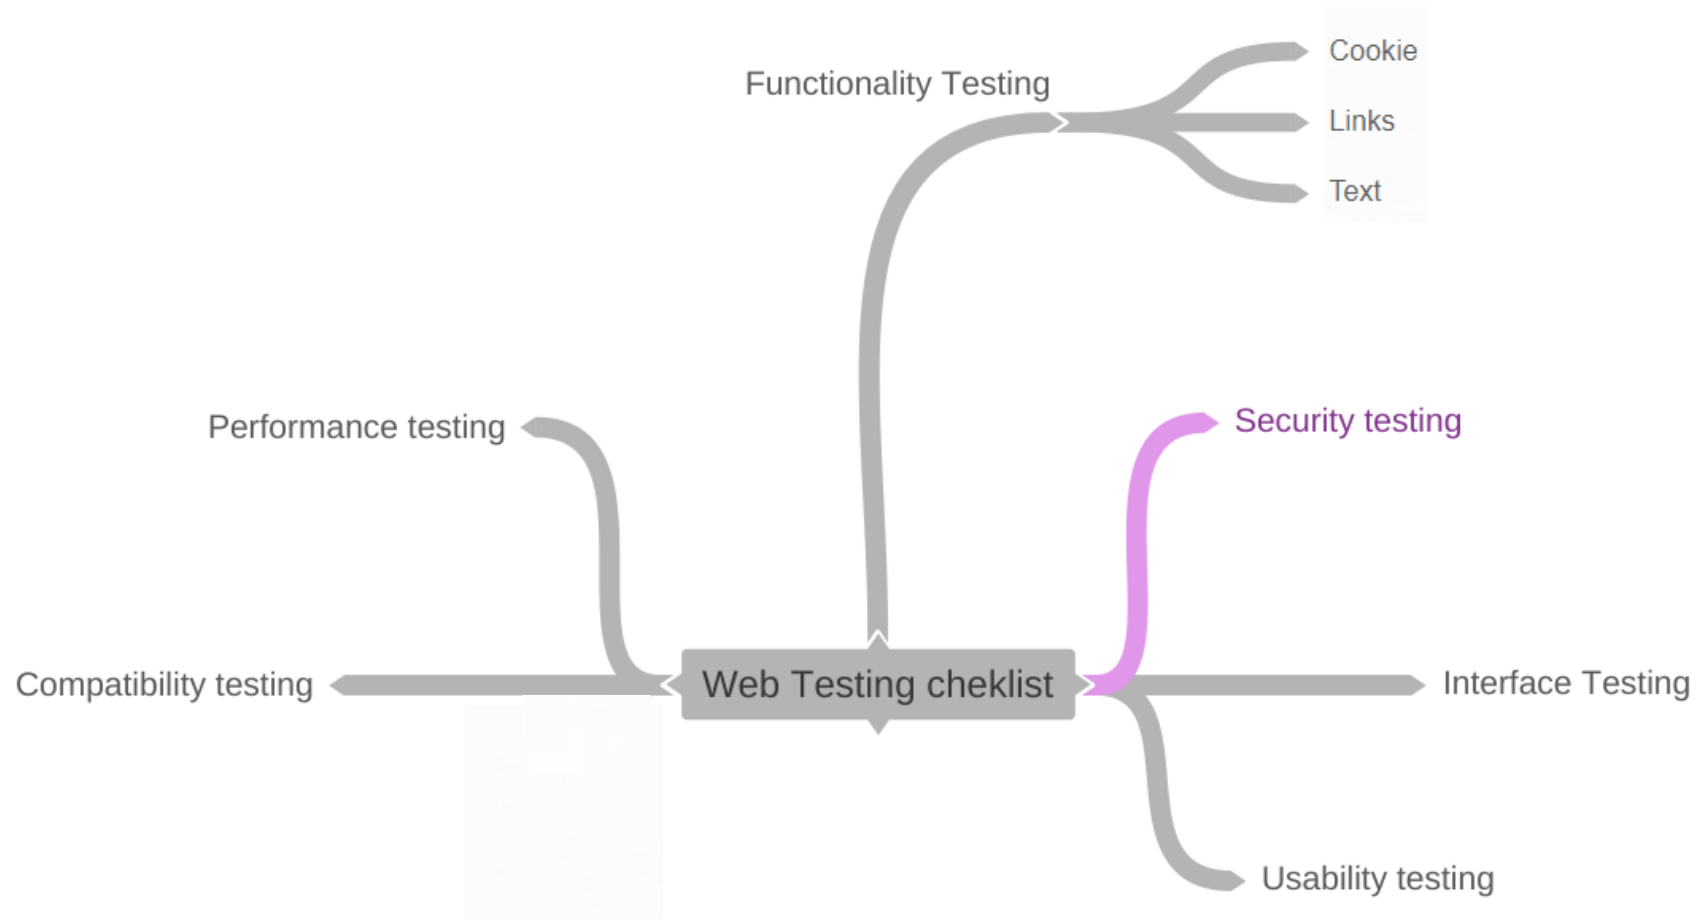 Cookie
Functionality Testing
Links
Text
Performance testing
Security testing
Compatibility testing
Web Testing cheklist
Interface Testing
Usability testing